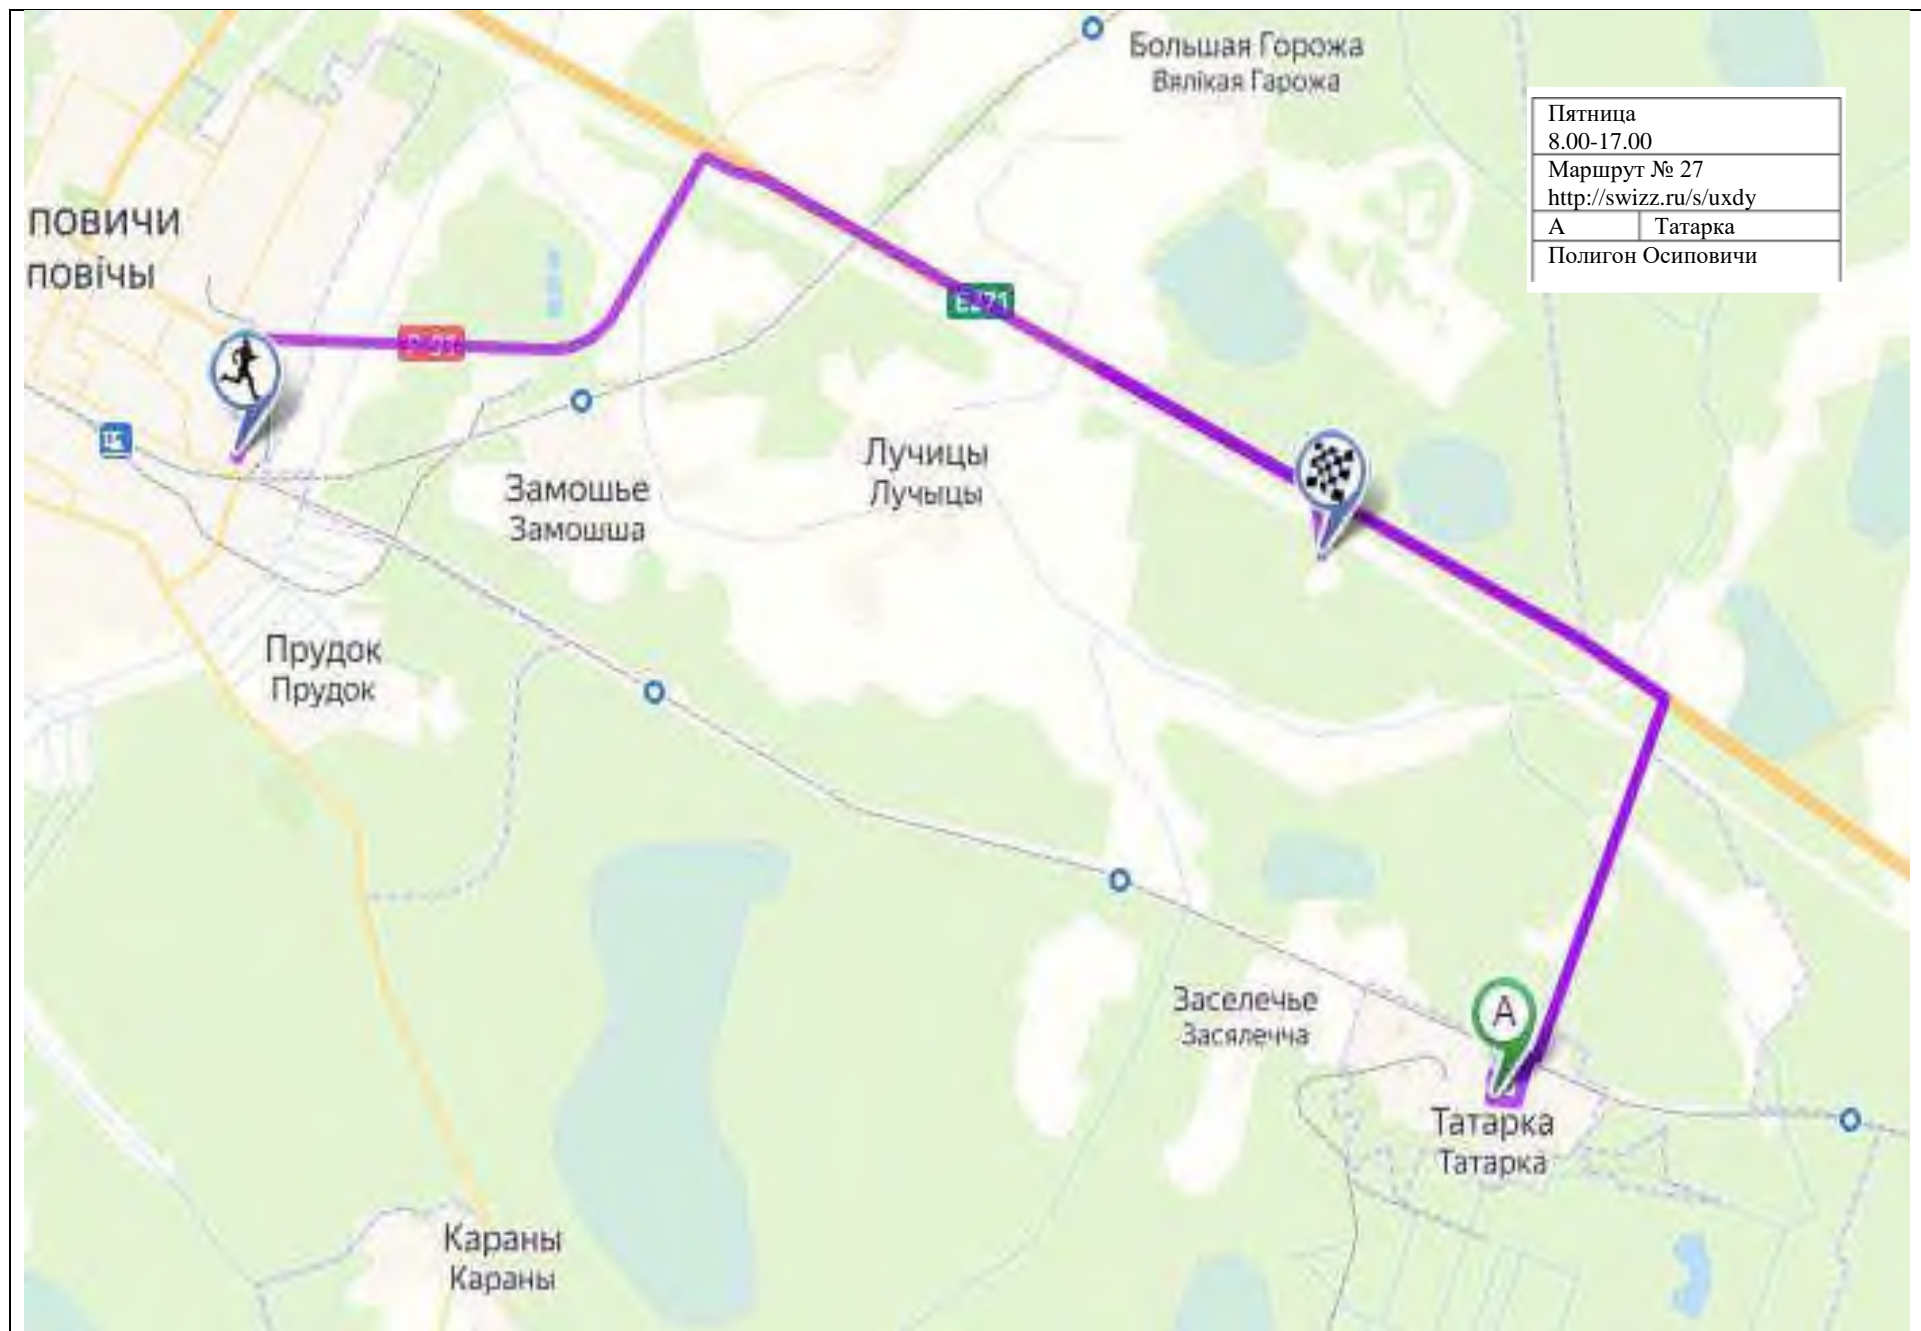 Большая Горожа
Вялікая Гарожа
Пятница
8.00-17.00
Маршрут № 27
http://swizz.ru/s/uxdy
А Татарка
Полигон Осиповичи
повичи
повічы
E271
Лучицы
Лучыцы
Замошье
Замошша
Прудок
Прудок
Заселечье
Засялечча
A
Татарка
Татарка
Караны
Караны